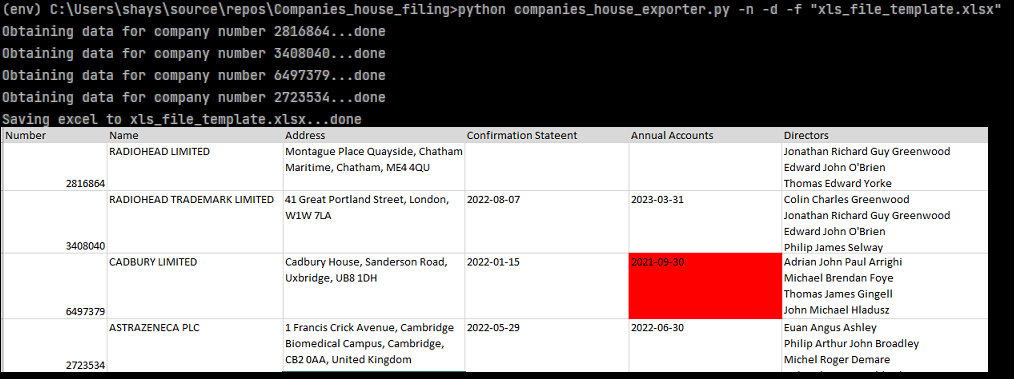 (env) C:\Users\shays\source\repos\Companies_house_filing>python companies_house_exporter.py -n -d -f "xls_file_template.xlsx"
Obtaining data for company number 2816864...done
Obtaining data for company number 3408040...done
Obtaining data for company number 6497379...done
Obtaining data for company number 2723534...done
Saving excel to xls_file_template.xlsx...done
Number Name Address Confirmation Stateent Annual Accounts Directors
RADIOHEAD LIMITED Montague Place Quayside, Chatham Jonathan Richard Guy Greenwood
Maritime, Chatham, ME4 4QU Edward John O'Brien
2816864 Thomas Edward Yorke
RADIOHEAD TRADEMARK LIMITED 41 Great Portland Street, London, 2022-08-07 2023-03-31 Colin Charles Greenwood
W1W 7LA Jonathan Richard Guy Greenwood
Edward John O'Brien
3408040 Philip James Selway
CADBURY LIMITED Cadbury House, Sanderson Road, 2022-01-15 2021-09-30 Adrian John Paul Arrighi
Uxbridge, UB8 1DH Michael Brendan Foye
Thomas James Gingell
6497379 John Michael Hladusz
ASTRAZENECA PLC 1 Francis Crick Avenue, Cambridge 2022-05-29 2022-06-30 Euan Angus Ashley
Biomedical Campus, Cambridge, Philip Arthur John Broadley
2723534 CB2 0AA, United Kingdom Michel Roger Demare